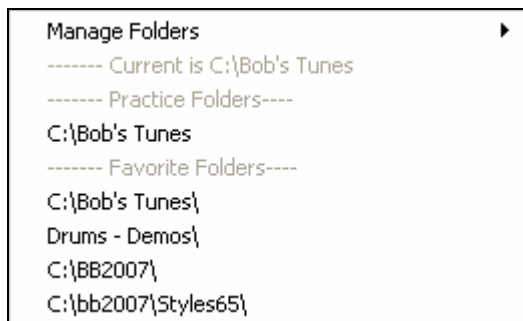 Manage Folders
------- Current is C:\Bob's Tunes
------- Practice Folders----
C:\Bob's Tunes
------- Favorite Folders----
C:\Bob's Tunes\
Drums - Demos\
C:\BB2007\
C:\bb2007\Styles65\